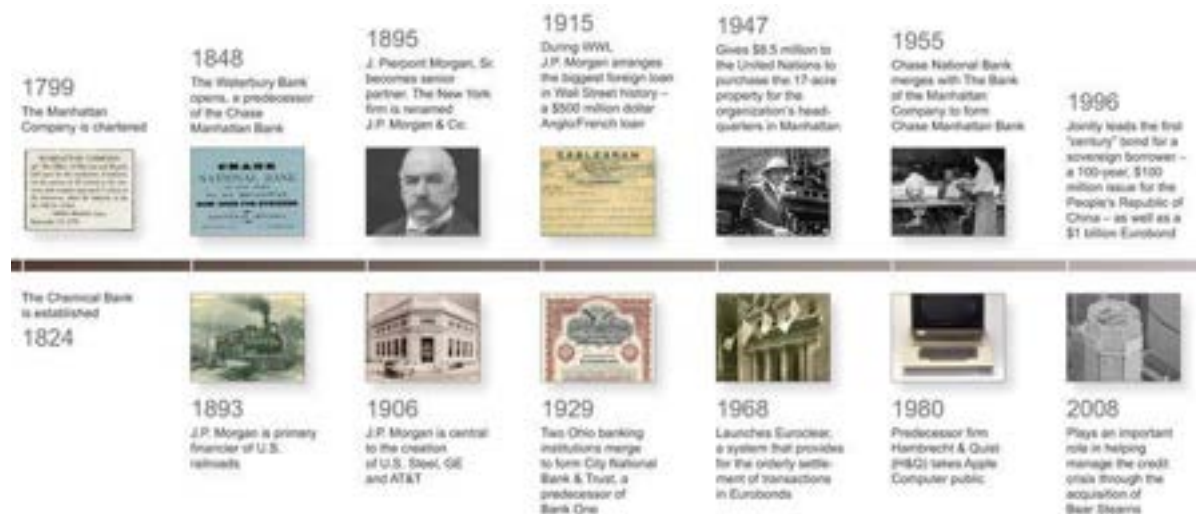 1799
The Manhattan
Company is chartered
1848
The Waterbury Bank
opens, a predecessor
of the Chase
Manhattan Bank
CHASE
NATIONAL BANK
1895
J. Pierpont Morgan, Sr.
becomes senior
partner. The New York
firm is renamed
J.P. Morgan & Co.
1915
During WWI,
J.P. Morgan arranges
the biggest foreign loan
in Wall Street history –
a $500 million dollar
Anglo/French loan
CABLEGRAM
1947
Gives $8.5 million to
the United Nations to
purchase the 17-acre
property for the
organization's head-
quarters in Manhattan
1955
Chase National Bank
merges with The Bank
of the Manhattan
Company to form
Chase Manhattan Bank
1996
Jointly leads the first
"century" bond for a
sovereign borrower –
a 100-year, $100
million issue for the
People's Republic of
China – as well as a
$1 billion Eurobond
The Chemical Bank
is established
1824
1893
J.P. Morgan is primary
financier of U.S.
railroads
1906
J.P. Morgan is central
to the creation
of U.S. Steel, GE
and AT&T
1929
Two Ohio banking
institutions merge
to form City National
Bank & Trust, a
predecessor of
Bank One
1968
Launches Euroclear,
a system that provides
for the orderly settle-
ment of transactions
in Eurobonds
1980
Predecessor firm
Hambrecht & Quist
(H&Q) takes Apple
Computer public
2008
Plays an important
role in helping
manage the credit
crisis through the
acquisition of
Bear Stearns